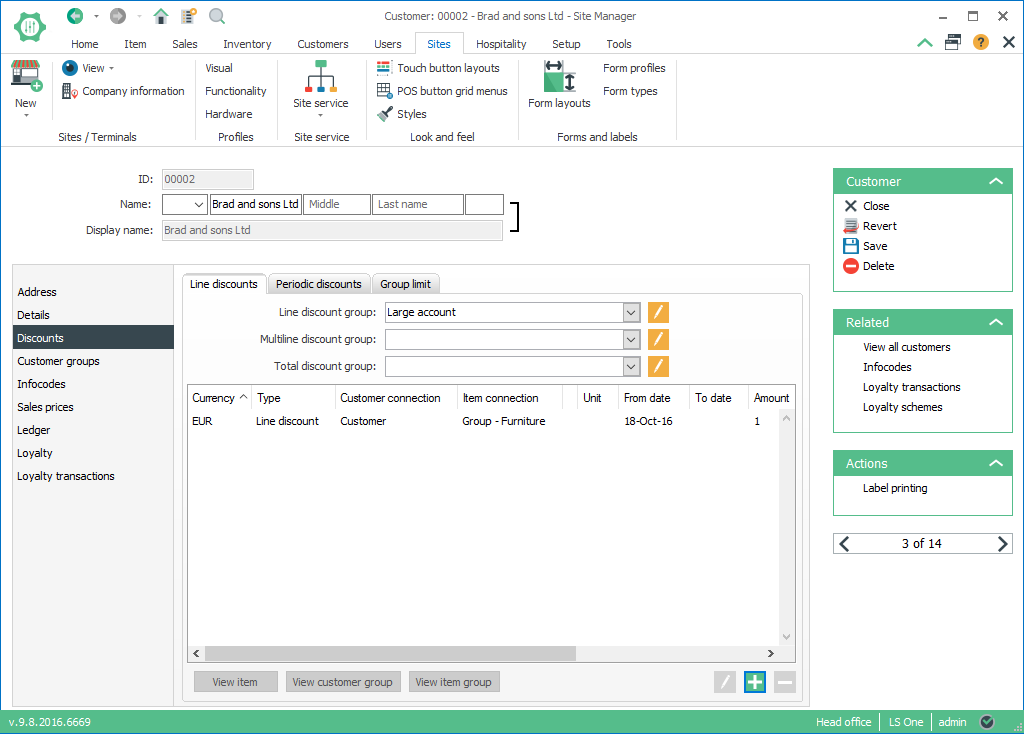 Customer: 00002 - Brad and sons Ltd - Site Manager
Home Item Sales Inventory Customers Users Sites Hospitality Setup Tools
?
New
View
Company information
Sites / Terminals
Visual
Functionality
Hardware
Profiles
Site service
Site service
Touch button layouts
POS button grid menus
Styles
Look and feel
Form layouts
Form profiles
Form types
Forms and labels
ID: 00002
Name: Brad and sons Ltd Middle Last name
Display name: Brad and sons Ltd
Address
Details
Discounts
Customer groups
Infocodes
Sales prices
Ledger
Loyalty
Loyalty transactions
Line discounts Periodic discounts Group limit
Line discount group: Large account
Multiline discount group:
Total discount group:
Currency Type Customer connection Item connection Unit From date To date Amount
EUR Line discount Customer Group - Furniture 18-Oct-16 1
View item View customer group View item group
Customer
Close
Revert
Save
Delete
Related
View all customers
Infocodes
Loyalty transactions
Loyalty schemes
Actions
Label printing
3 of 14
v.9.8.2016.6669 Head office LS One admin